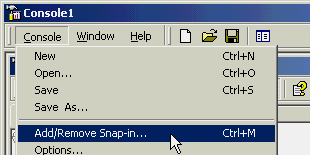 Console1
Console Window Help
New Ctrl+N
Open... Ctrl+O
Save Ctrl+S
Save As...
Add/Remove Snap-in... Ctrl+M
Options...